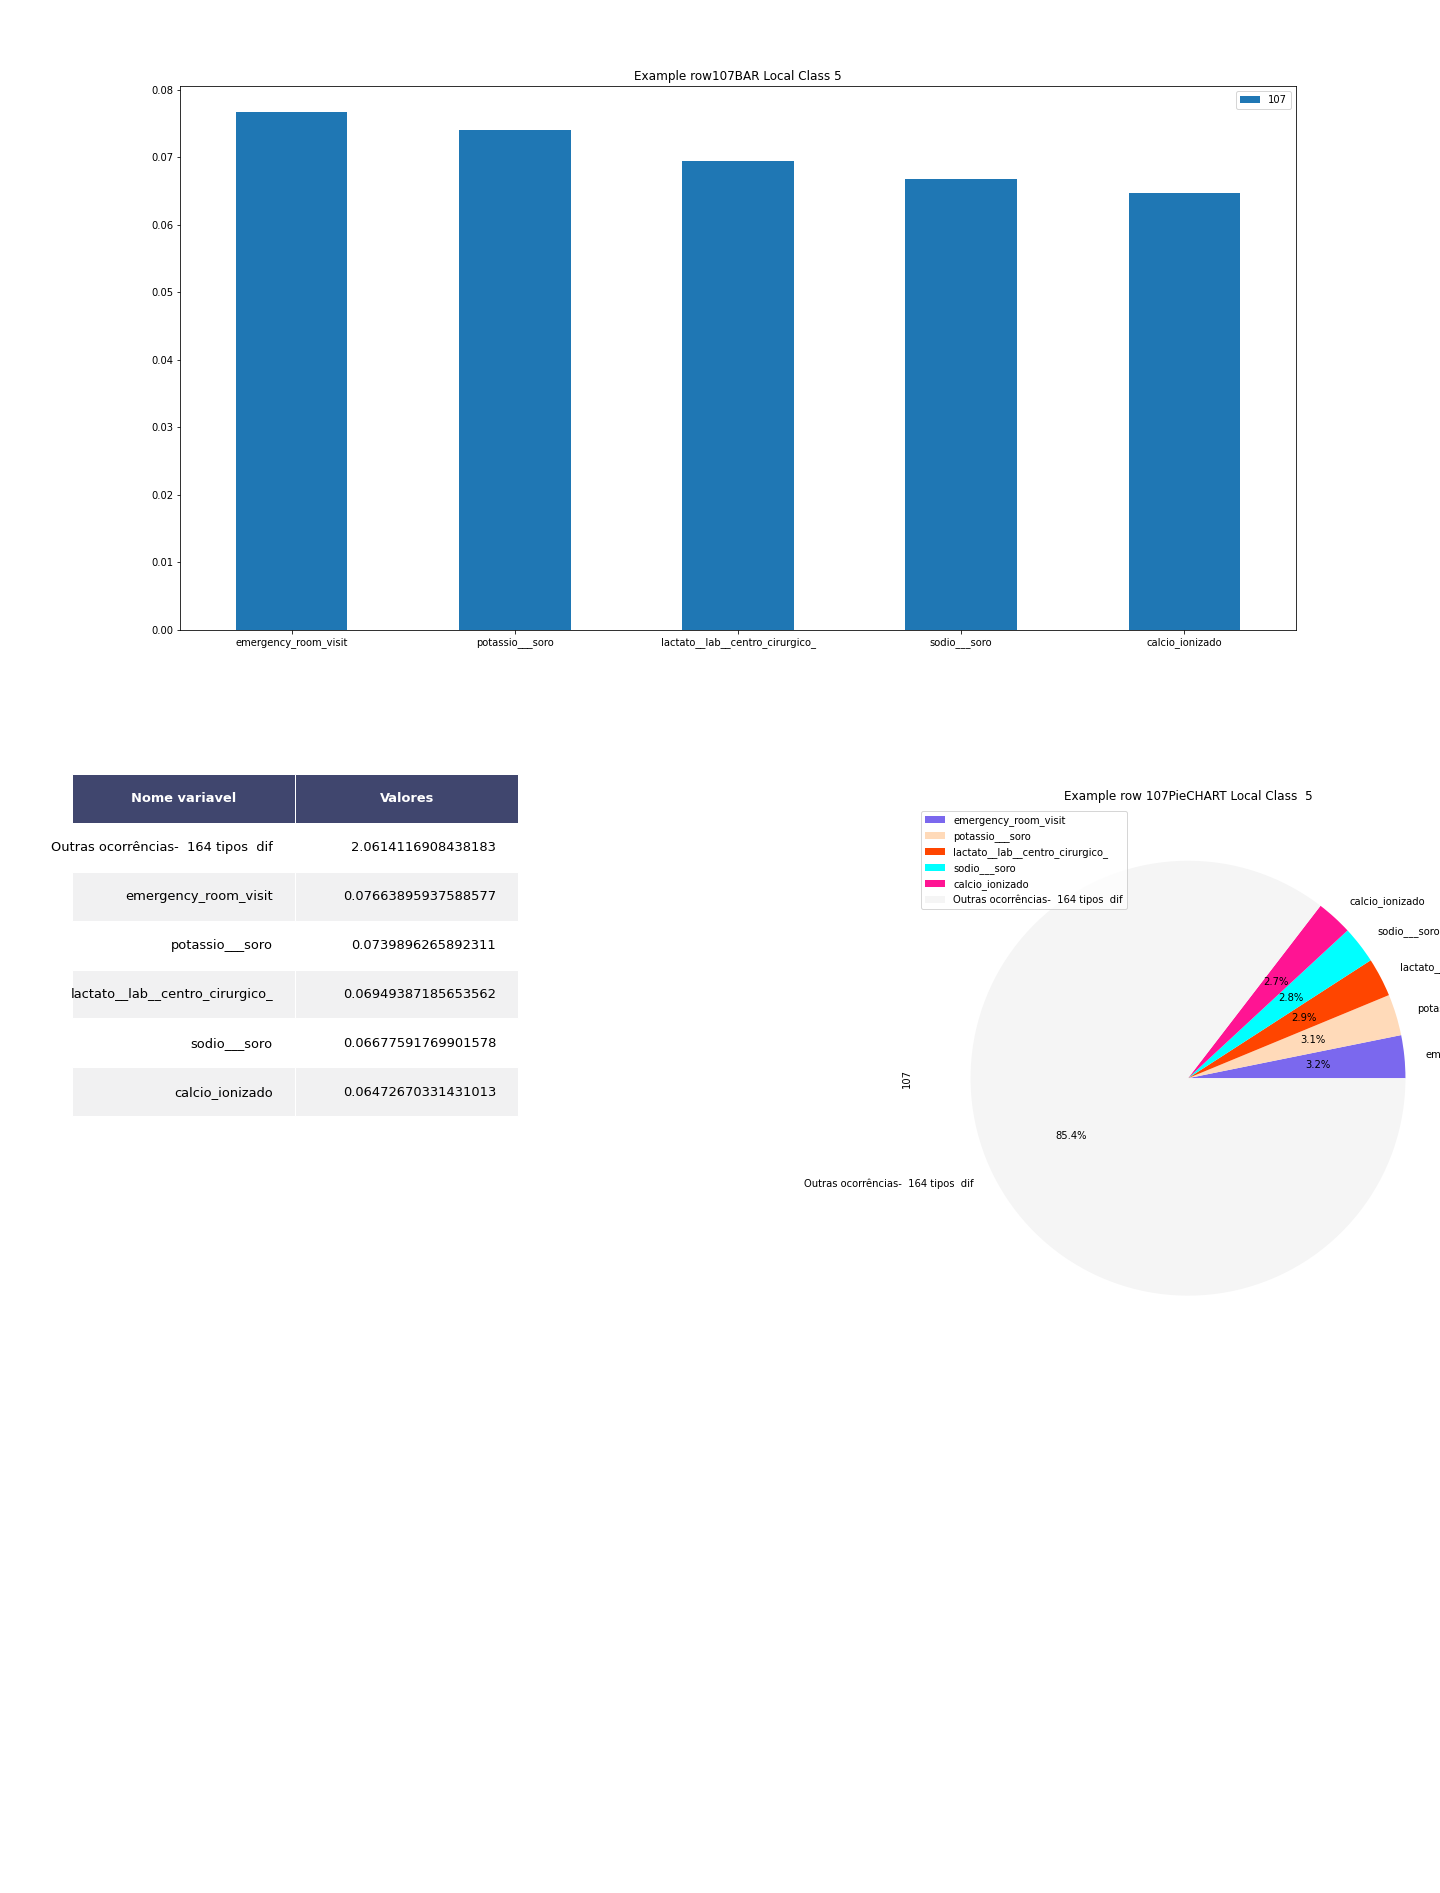 Example row107BAR Local Class 5
107
0.08
0.07
0.06
0.05
0.04
0.03
0.02
0.01
0.00
emergency_room_visit potassio___soro lactato__lab__centro_cirurgico_ sodio___soro calcio_ionizado
Nome variavel Valores
Outras ocorrências-  164 tipos  dif 2.0614116908438183
emergency_room_visit 0.07663895937588577
potassio___soro 0.0739896265892311
lactato__lab__centro_cirurgico_ 0.06949387185653562
sodio___soro 0.06677591769901578
calcio_ionizado 0.06472670331431013
Example row 107PieCHART Local Class  5
emergency_room_visit
potassio___soro
lactato__lab__centro_cirurgico_
sodio___soro
calcio_ionizado
Outras ocorrências-  164 tipos  dif
calcio_ionizado
sodio___soro
lactato_
pota
em
2.7%
2.8%
2.9%
3.1%
3.2%
107
85.4%
Outras ocorrências-  164 tipos  dif